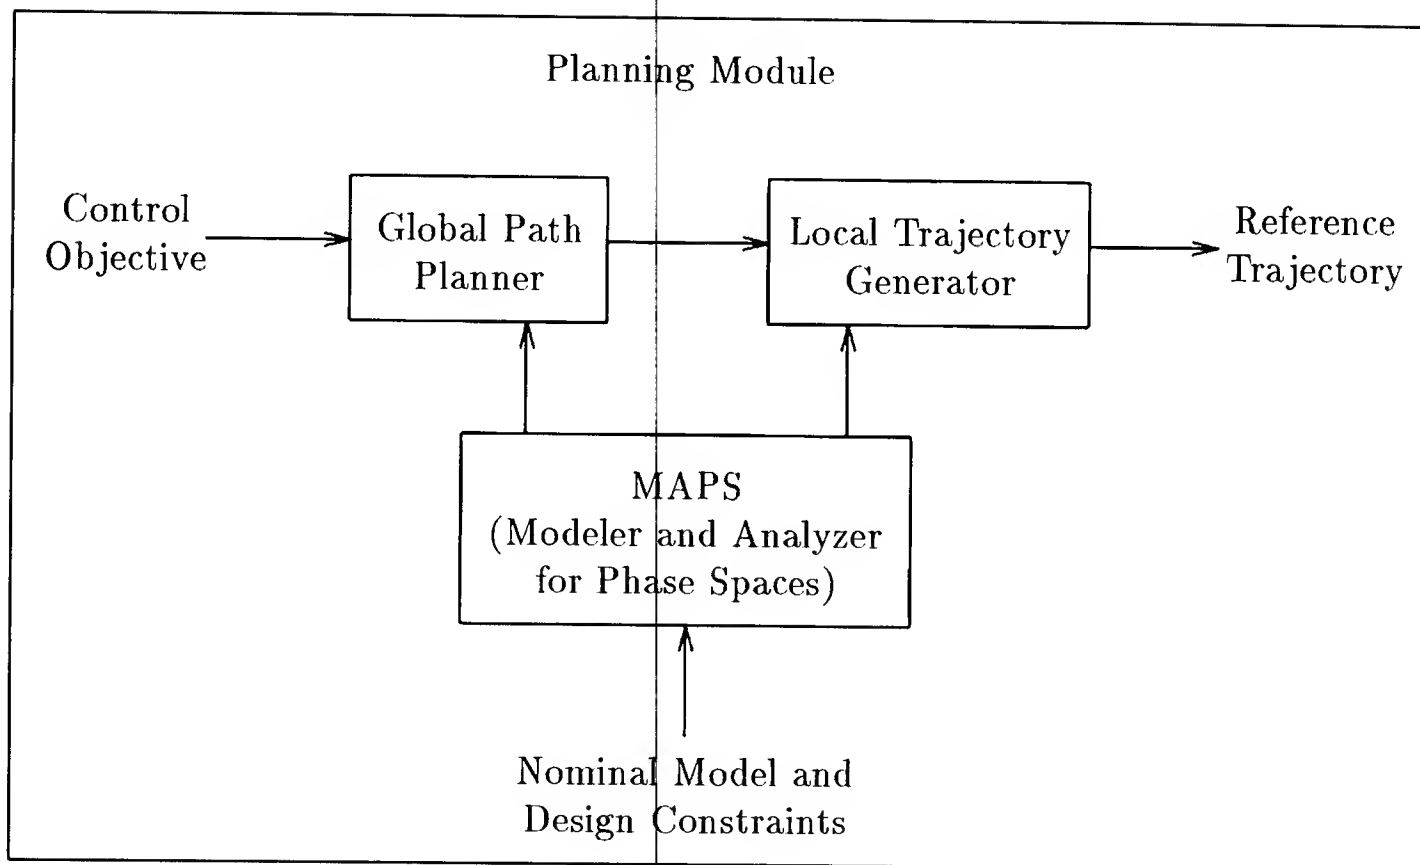 Planning Module
Control
Objective
Global Path
Planner
Local Trajectory
Generator
Reference
Trajectory
MAPS
(Modeler and Analyzer
for Phase Spaces)
Nominal Model and
Design Constraints